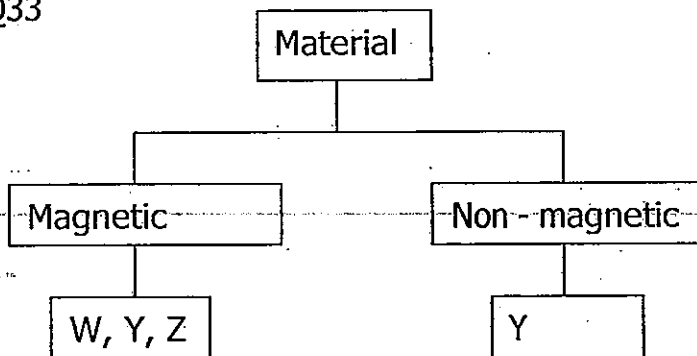 Q33
Material
Magnetic
Non - magnetic
W, Y, Z
Y